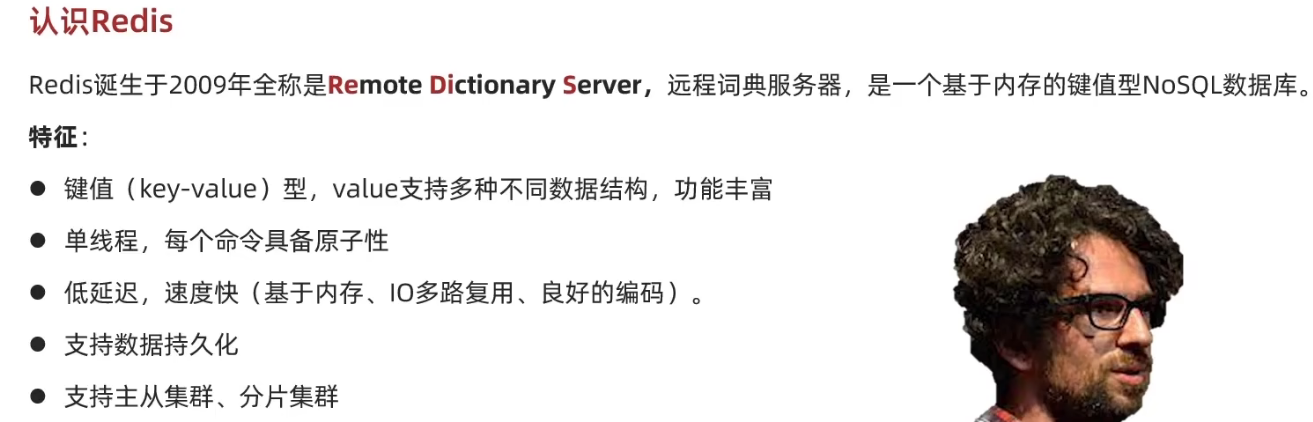 认识Redis
Redis诞生于2009年全称是Remote Dictionary Server，远程词典服务器，是一个基于内存的键值型NoSQL数据库。
特征：
● 键值（key-value）型，value支持多种不同数据结构，功能丰富
● 单线程，每个命令具备原子性
● 低延迟，速度快（基于内存、IO多路复用、良好的编码）。
● 支持数据持久化
● 支持主从集群、分片集群